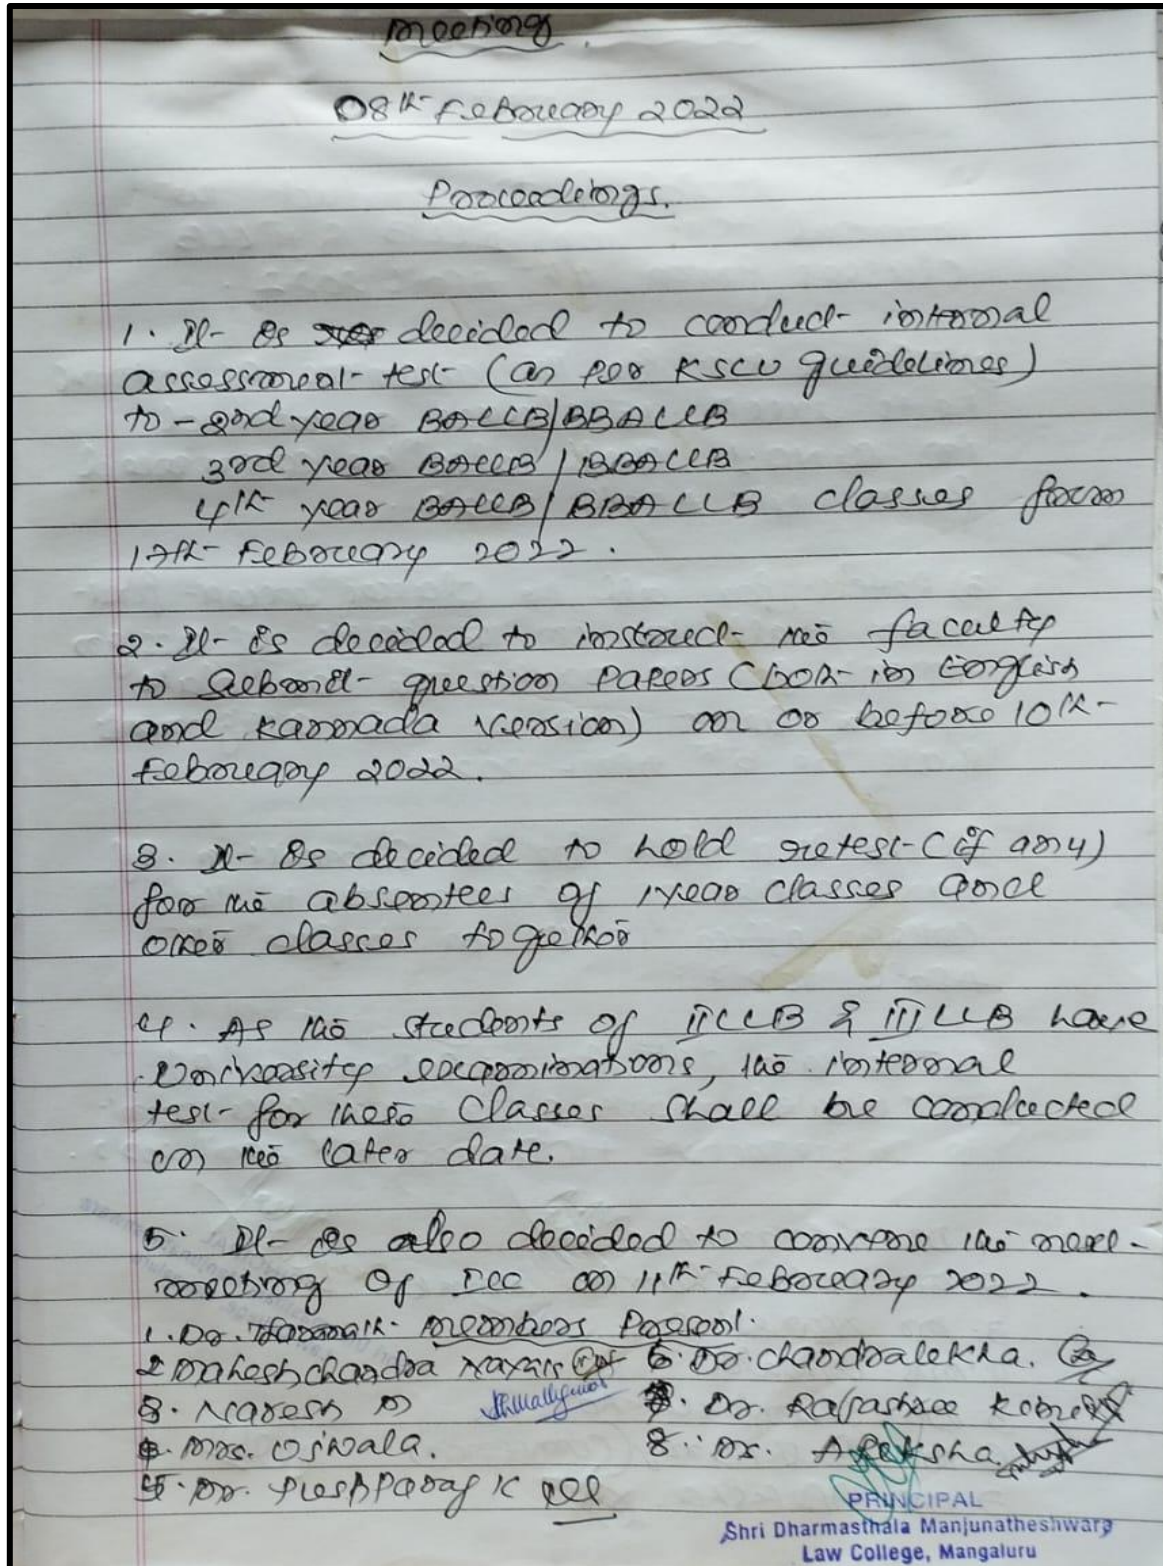 Meeting
08th February 2022
Proceedings.
1. It is decided to conduct internal
assessment test (as per KSLU guidelines)
to - 2nd year BALLB/BBALLB
3rd year BALLB/BBALLB
4th year BALLB/BBALLB classes from
17th February 2022.
2. It is decided to instruct the faculty
to submit question papers (both in English
and Kannada version) on or before 10th
February 2022.
3. It is decided to hold retest (if any)
for the absentees of I year classes and
other classes together
4. As the students of II LLB & III LLB have
University examinations, the internal
test for these classes shall be conducted
on the later date.
5. It is also decided to convene the next
meeting of on 11th February 2022.
1. Dr. Members Present.
2 Maheshchandra Nayak 6. Dr. Chandralekha.
3. Naresh M 7. Dr. Rajashree
4. Mrs. 8. Dr. Apeksha
5. Dr. Pushparaj K
PRINCIPAL
Shri Dharmasthala Manjunatheshwara
Law College, Mangaluru